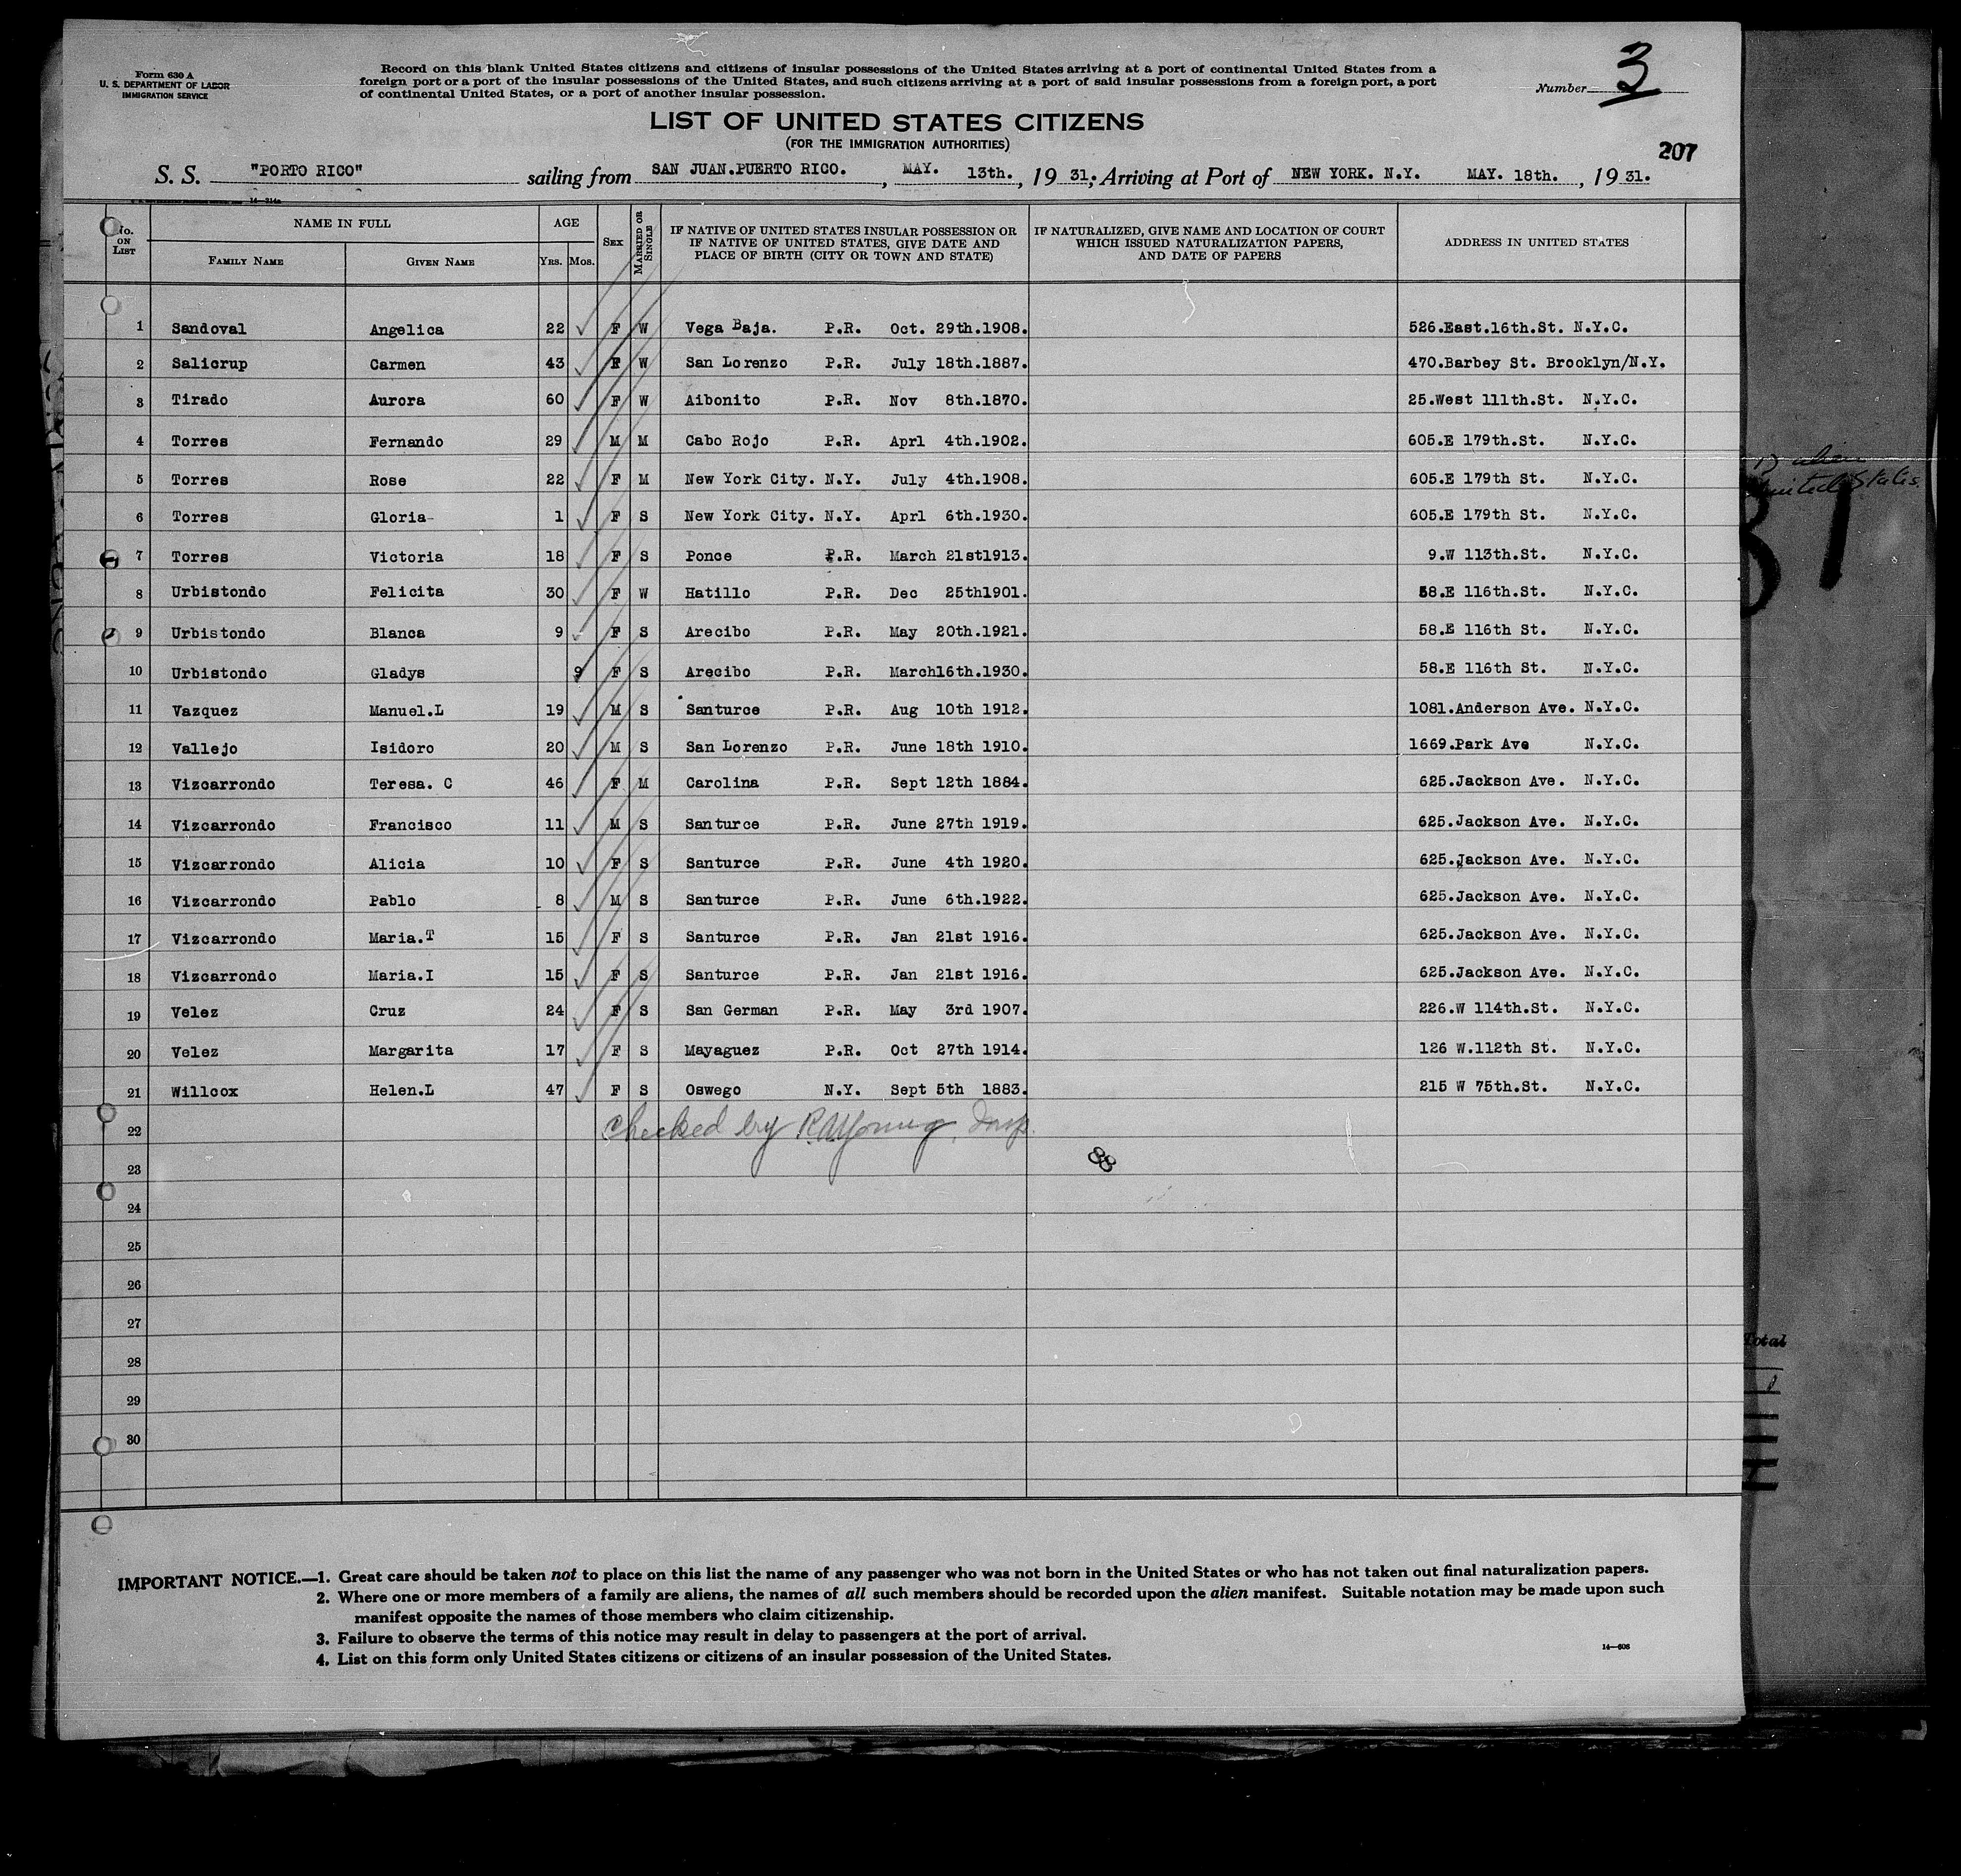 Form 630 A
U. S. DEPARTMENT OF LABOR
IMMIGRATION SERVICE
Record on this blank United States citizens and citizens of insular possessions of the United States arriving at a port of continental United States from a
foreign port or a port of the insular possessions of the United States, and such citizens arriving at a port of said insular possessions from a foreign port, a port
of continental United States, or a port of another insular possession.
Number 3
LIST OF UNITED STATES CITIZENS
(FOR THE IMMIGRATION AUTHORITIES)
207
S. S. "PORTO RICO" sailing from SAN JUAN.PUERTO RICO. , MAY. 13th. , 19 31; Arriving at Port of NEW YORK. N.Y. MAY. 18th. , 19 31.
No. ON LIST NAME IN FULL AGE SEX MARRIED OR SINGLE IF NATIVE OF UNITED STATES INSULAR POSSESSION OR IF NATIVE OF UNITED STATES, GIVE DATE AND PLACE OF BIRTH (CITY OR TOWN AND STATE) IF NATURALIZED, GIVE NAME AND LOCATION OF COURT WHICH ISSUED NATURALIZATION PAPERS, AND DATE OF PAPERS ADDRESS IN UNITED STATES
FAMILY NAME GIVEN NAME YRS. MOS.
1 Sandoval Angelica 22 F W Vega Baja. P.R. Oct. 29th.1908. 526.East.16th.St. N.Y.C.
2 Salicrup Carmen 43 F W San Lorenzo P.R. July 18th.1887. 470.Barbey St. Brooklyn/N.Y.
3 Tirado Aurora 60 F W Aibonito P.R. Nov 8th.1870. 25.West 111th.St. N.Y.C.
4 Torres Fernando 29 M M Cabo Rojo P.R. Aprl 4th.1902. 605.E 179th.St. N.Y.C.
5 Torres Rose 22 F M New York City. N.Y. July 4th.1908. 605.E 179th St. N.Y.C.
6 Torres Gloria 1 F S New York City. N.Y. Aprl 6th.1930. 605.E 179th St. N.Y.C.
7 Torres Victoria 18 F S Ponce P.R. March 21st1913. 9.W 113th.St. N.Y.C.
8 Urbistondo Felicita 30 F W Hatillo P.R. Dec 25th1901. 58.E 116th.St. N.Y.C.
9 Urbistondo Blanca 9 F S Arecibo P.R. May 20th.1921. 58.E 116th St. N.Y.C.
10 Urbistondo Gladys 9 F S Arecibo P.R. March16th.1930. 58.E 116th St. N.Y.C.
11 Vazquez Manuel.L 19 M S Santurce P.R. Aug 10th 1912. 1081.Anderson Ave. N.Y.C.
12 Vallejo Isidoro 20 M S San Lorenzo P.R. June 18th 1910. 1669.Park Ave N.Y.C.
13 Vizcarrondo Teresa. C 46 F M Carolina P.R. Sept 12th 1884. 625.Jackson Ave. N.Y.C.
14 Vizcarrondo Francisco 11 M S Santurce P.R. June 27th 1919. 625.Jackson Ave. N.Y.C.
15 Vizcarrondo Alicia 10 F S Santurce P.R. June 4th 1920. 625.Jackson Ave. N.Y.C.
16 Vizcarrondo Pablo 8 M S Santurce P.R. June 6th.1922. 625.Jackson Ave. N.Y.C.
17 Vizcarrondo Maria.T 15 F S Santurce P.R. Jan 21st 1916. 625.Jackson Ave. N.Y.C.
18 Vizcarrondo Maria.I 15 F S Santurce P.R. Jan 21st 1916. 625.Jackson Ave. N.Y.C.
19 Velez Cruz 24 F S San German P.R. May 3rd 1907. 226.W 114th.St. N.Y.C.
20 Velez Margarita 17 F S Mayaguez P.R. Oct 27th 1914. 126 W.112th St. N.Y.C.
21 Willcox Helen.L 47 F S Oswego N.Y. Sept 5th 1883. 215 W 75th.St. N.Y.C.
22 Checked by R A Young Insp.
88
23
24
25
26
27
28
29
30
IMPORTANT NOTICE.—1. Great care should be taken not to place on this list the name of any passenger who was not born in the United States or who has not taken out final naturalization papers.
2. Where one or more members of a family are aliens, the names of all such members should be recorded upon the alien manifest. Suitable notation may be made upon such
manifest opposite the names of those members who claim citizenship.
3. Failure to observe the terms of this notice may result in delay to passengers at the port of arrival.
4. List on this form only United States citizens or citizens of an insular possession of the United States.
14—606
Total